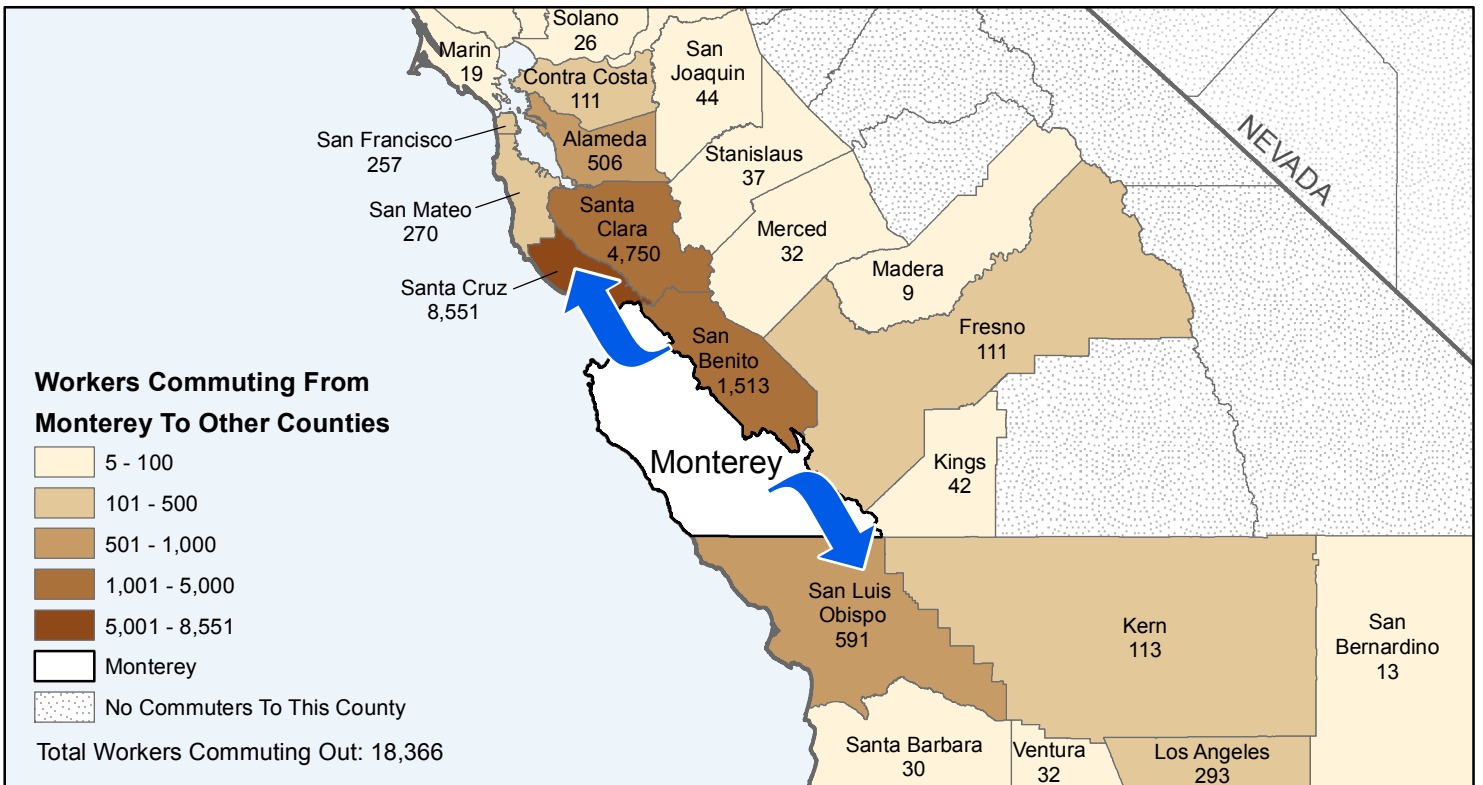 Solano
26
Marin
19
San
Joaquin
44
Contra Costa
111
San Francisco
257
Alameda
506
Stanislaus
37
NEVADA
San Mateo
270
Santa
Clara
4,750
Merced
32
Madera
9
Santa Cruz
8,551
Fresno
111
San
Benito
1,513
Monterey
Kings
42
San Luis
Obispo
591
Kern
113
San
Bernardino
13
Santa Barbara
30
Ventura
32
Los Angeles
293
Workers Commuting From
Monterey To Other Counties
5 - 100
101 - 500
501 - 1,000
1,001 - 5,000
5,001 - 8,551
Monterey
No Commuters To This County
Total Workers Commuting Out: 18,366